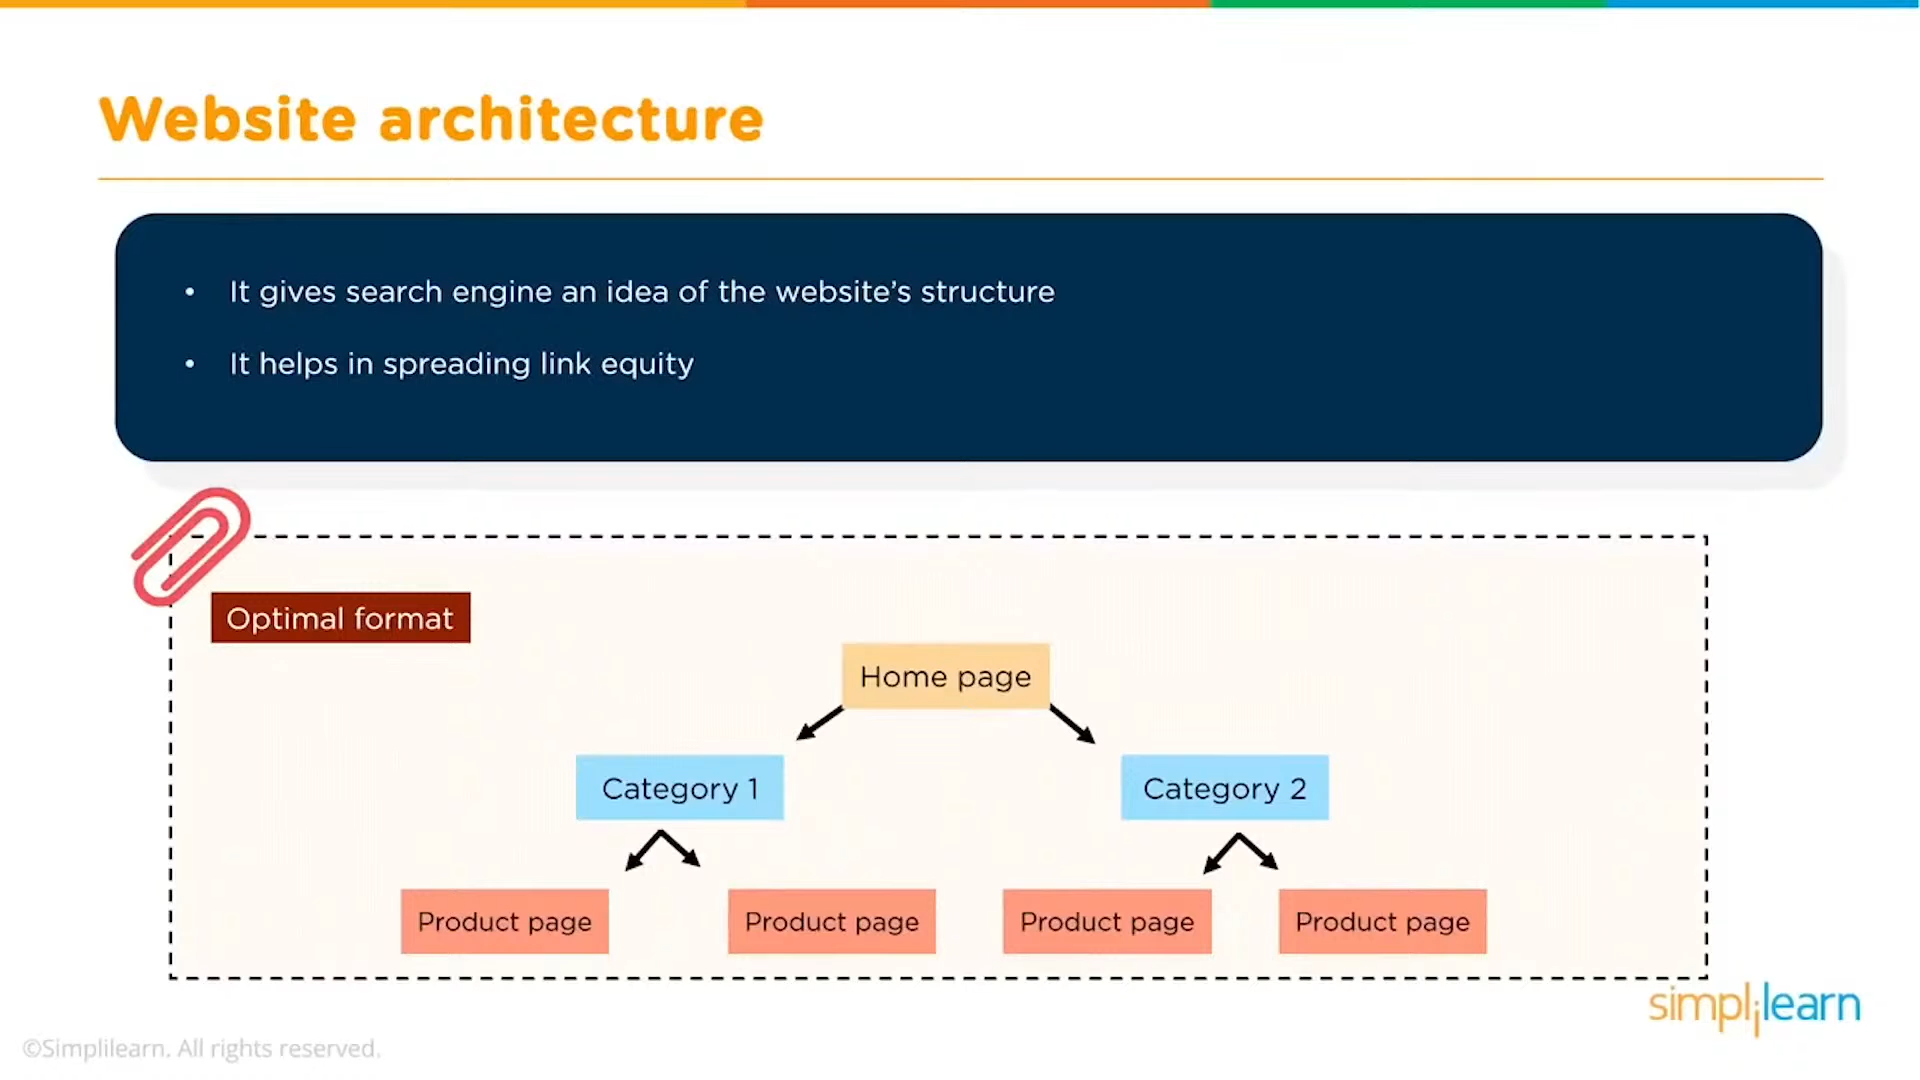 Website architecture
• It gives search engine an idea of the website’s structure
• It helps in spreading link equity
Optimal format
Home page
Category 1
Category 2
Product page
Product page
Product page
Product page
simplilearn
©Simplilearn. All rights reserved.